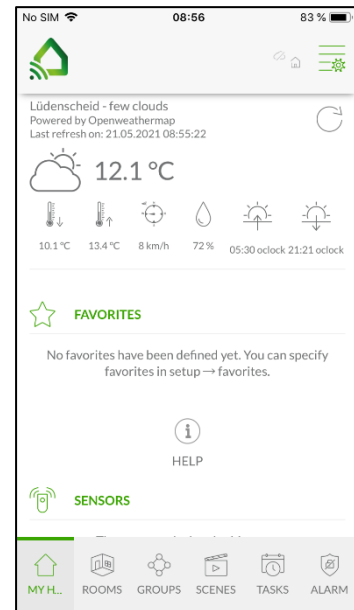 No SIM 08:56 83 %
Lüdenscheid - few clouds
Powered by Openweathermap
Last refresh on: 21.05.2021 08:55:22
12.1 °C
10.1 °C 13.4 °C 8 km/h 72 % 05:30 oclock 21:21 oclock
FAVORITES
No favorites have been defined yet. You can specify
favorites in setup → favorites.
HELP
SENSORS
MY H... ROOMS GROUPS SCENES TASKS ALARM